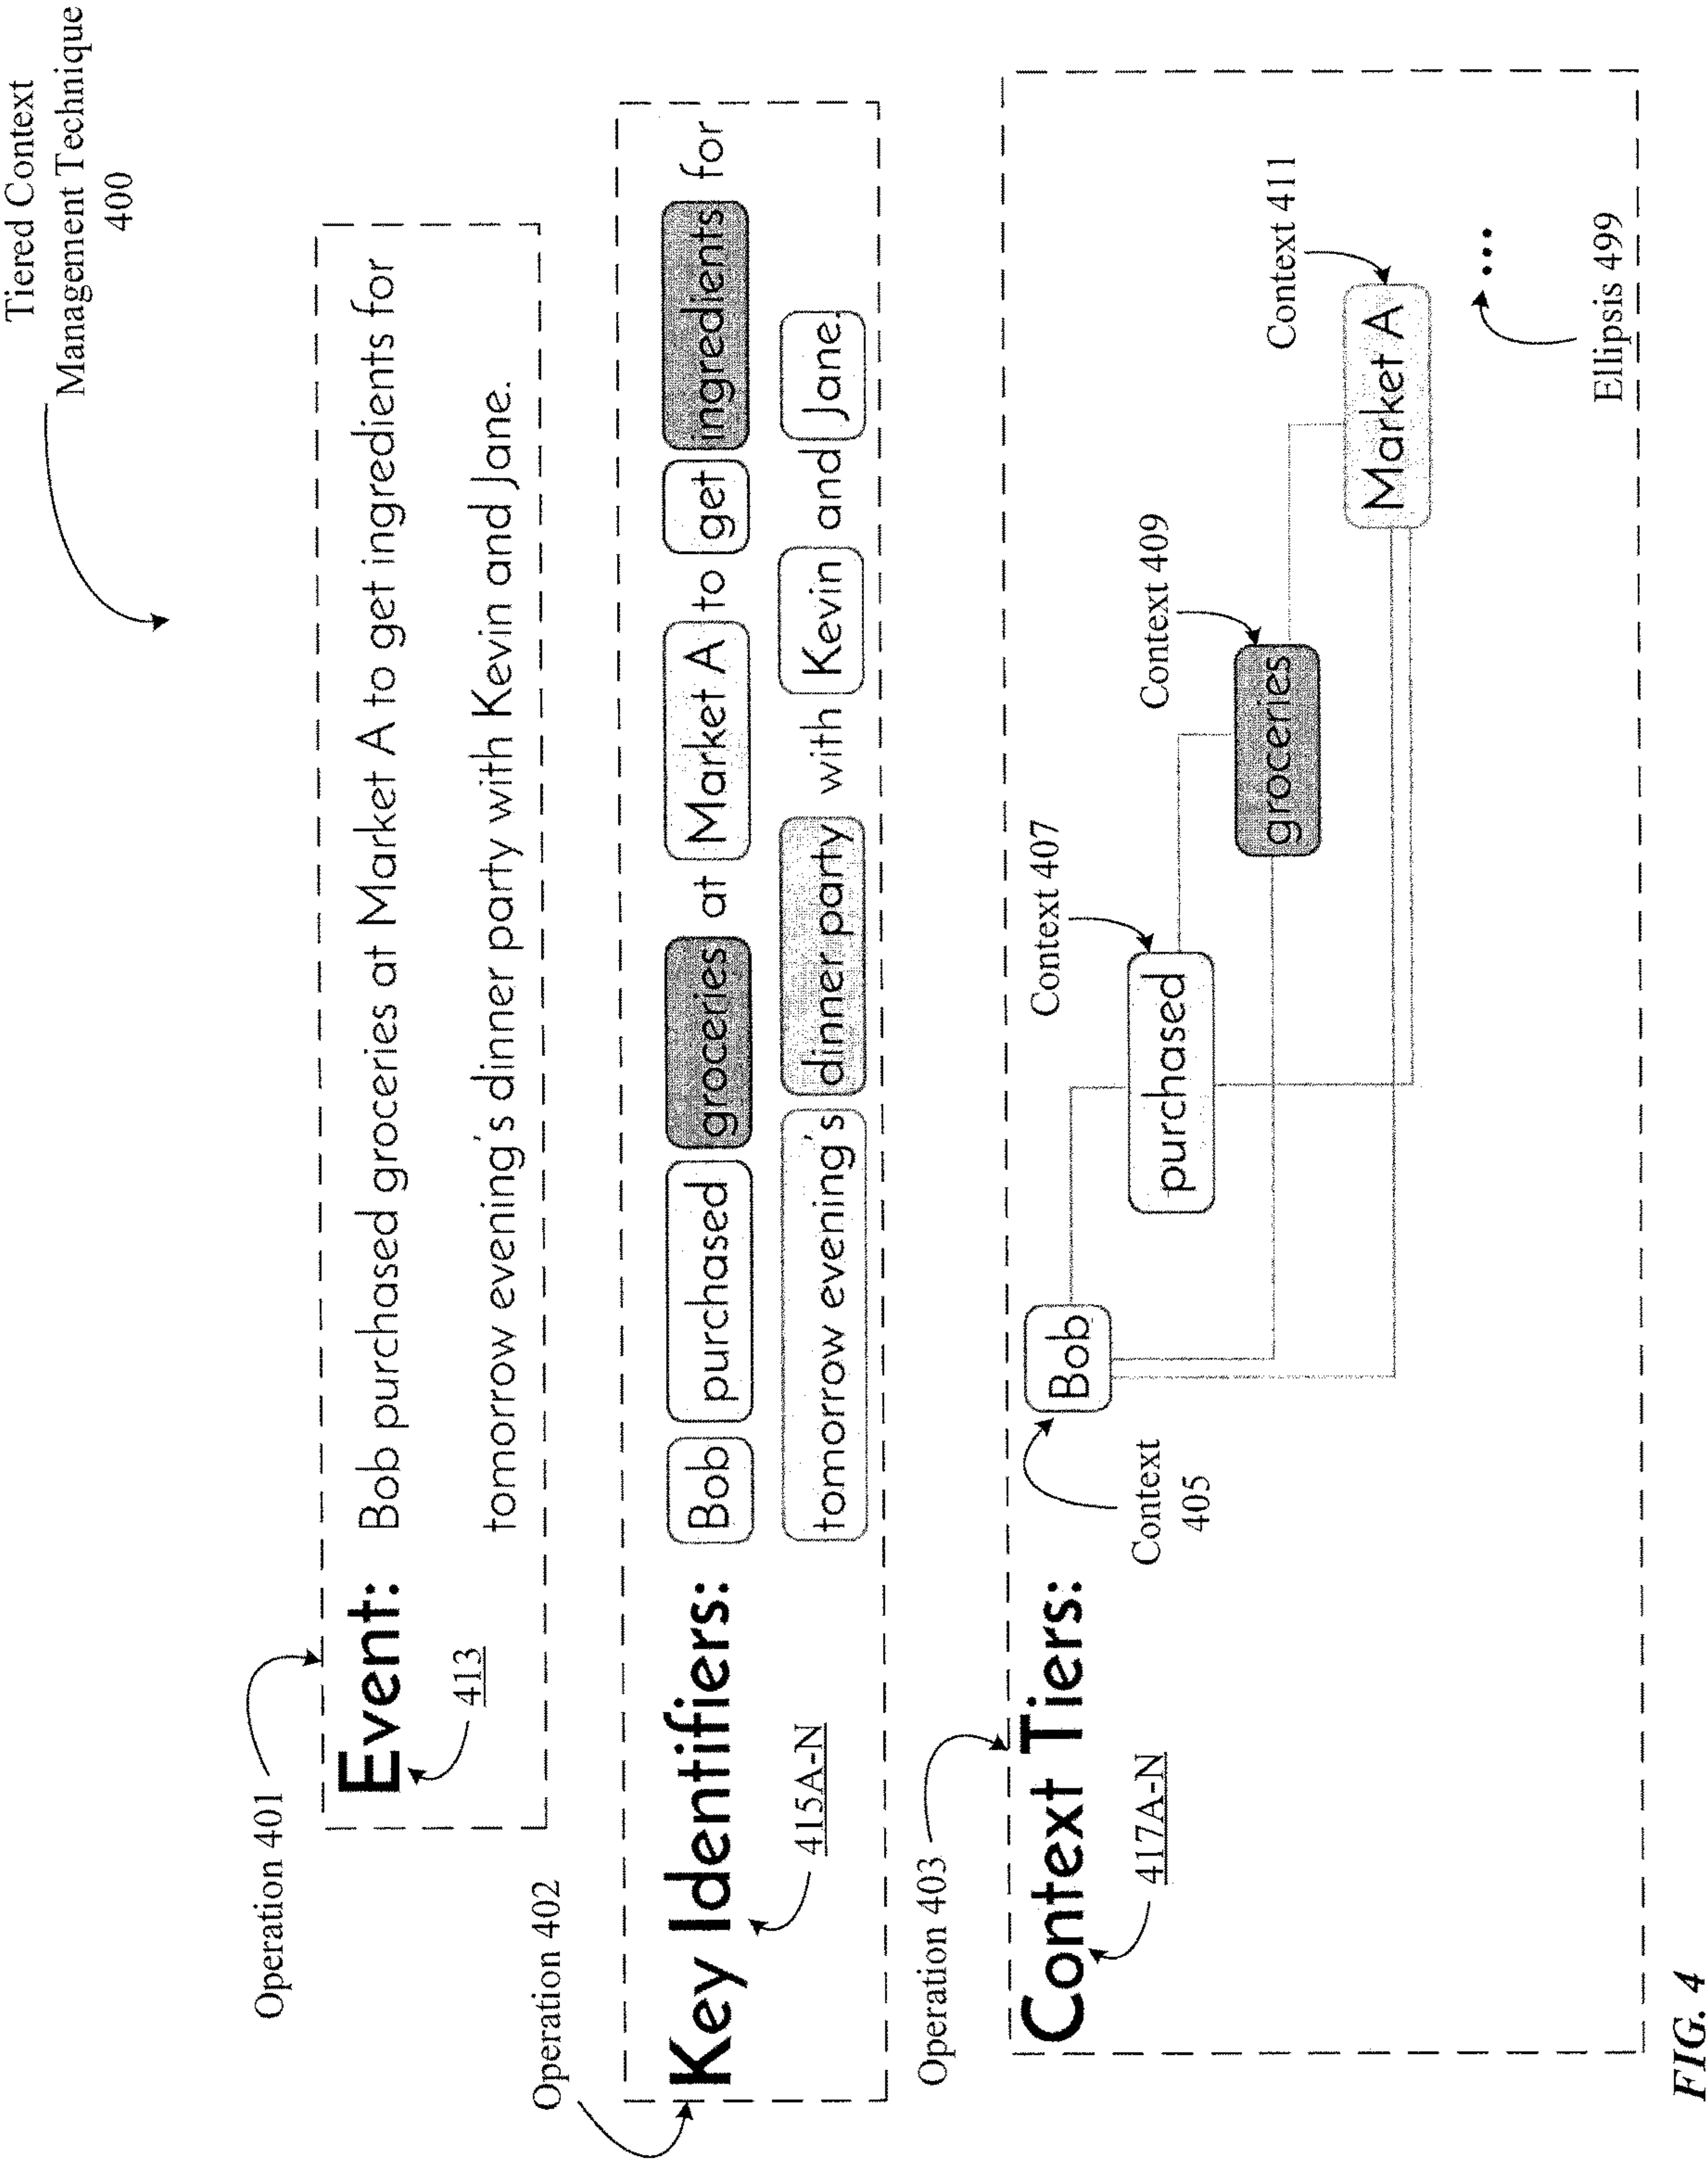 Tiered Context
Management Technique
400
Operation 401
Event: Bob purchased groceries at Market A to get ingredients for
413
tomorrow evening's dinner party with Kevin and Jane.
Operation 402
Key Identifiers: Bob purchased groceries at Market A to get ingredients for
415A-N
tomorrow evening's dinner party with Kevin and Jane.
Operation 403
Context Tiers:
417A-N
Context
405
Bob
Context 407
purchased
Context 409
groceries
Context 411
Market A
...
Ellipsis 499
FIG. 4